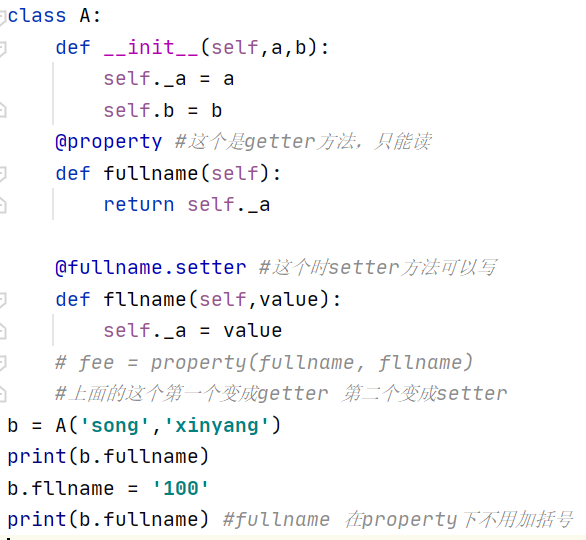 class A:
    def __init__(self,a,b):
        self._a = a
        self.b = b
    @property #这个是getter方法，只能读
    def fullname(self):
        return self._a

    @fullname.setter #这个时setter方法可以写
    def fllname(self,value):
        self._a = value
    # fee = property(fullname, fllname)
    #上面的这个第一个变成getter 第二个变成setter
b = A('song','xinyang')
print(b.fullname)
b.fllname = '100'
print(b.fullname) #fullname 在property下不用加括号